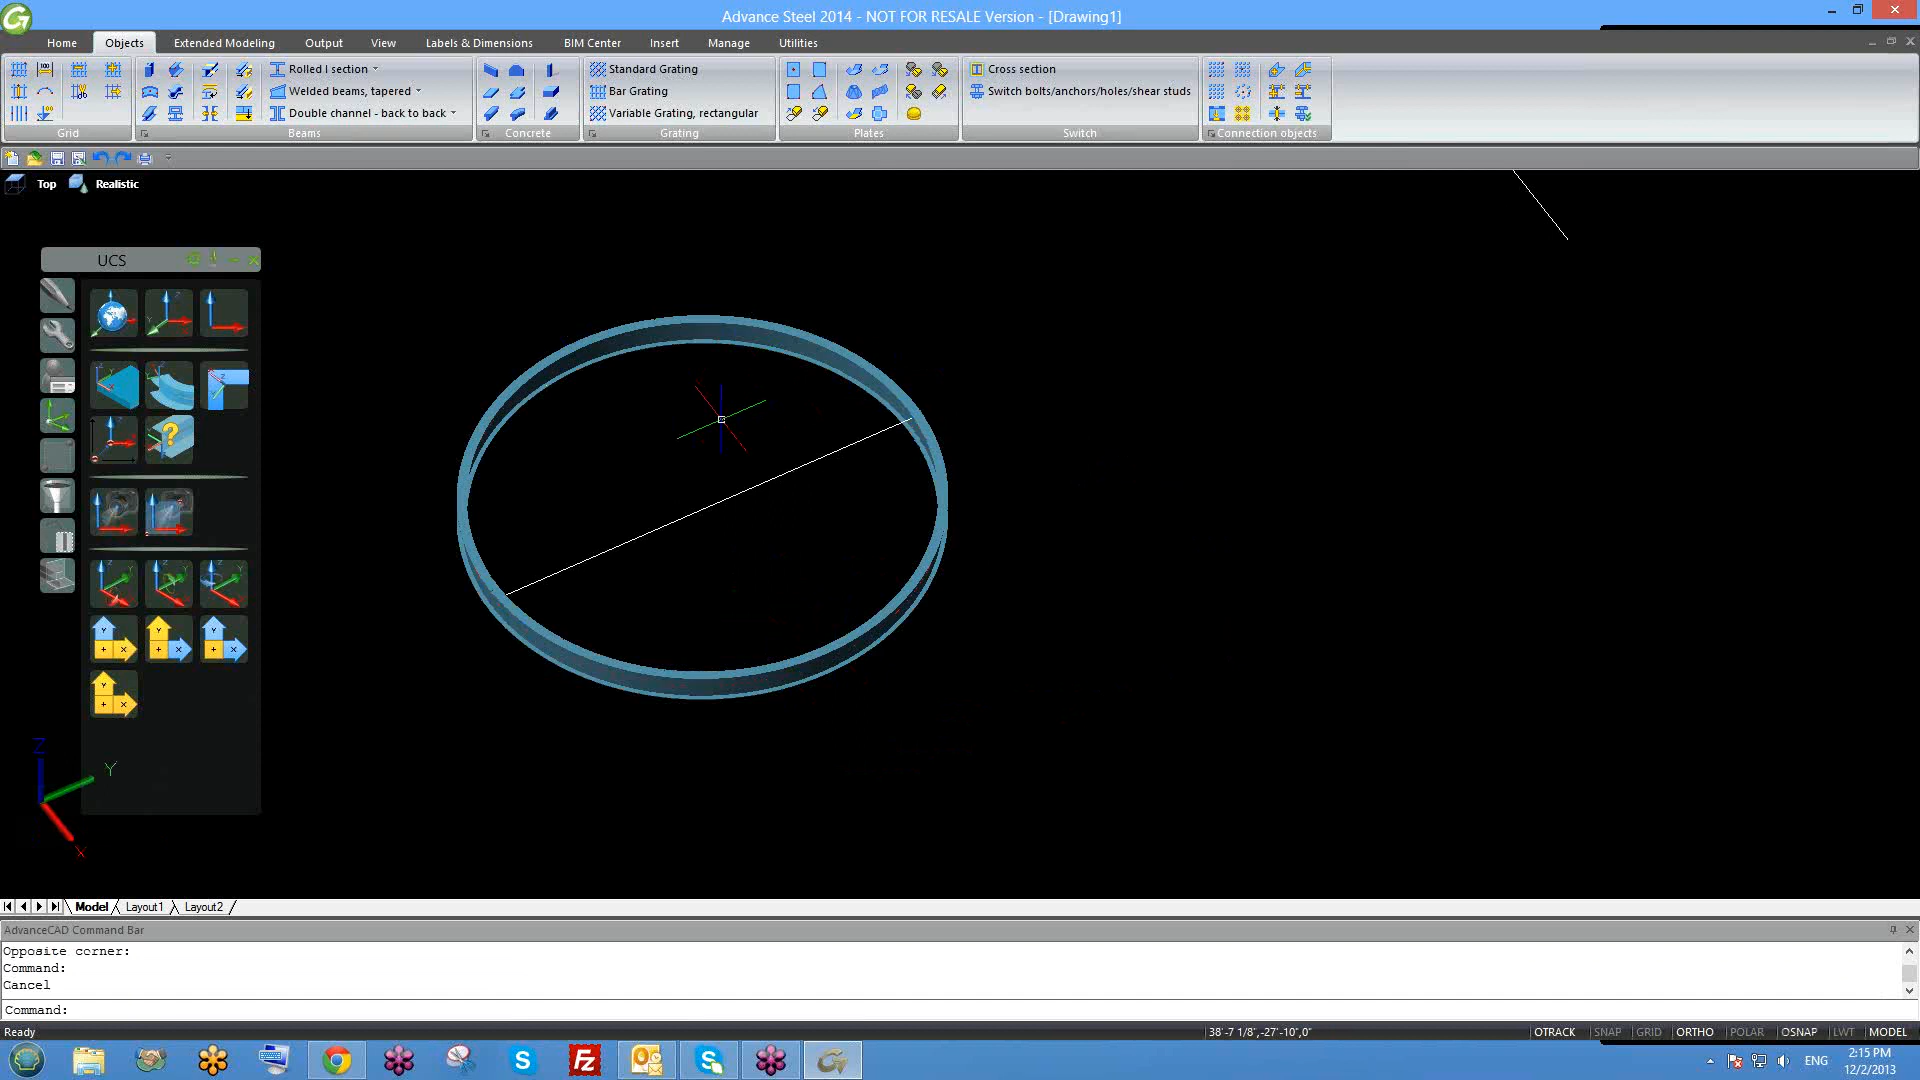 Advance Steel 2014 - NOT FOR RESALE Version - [Drawing1]
Home Objects Extended Modeling Output View Labels & Dimensions BIM Center Insert Manage Utilities
Rolled I section Standard Grating Cross section
Welded beams, tapered Bar Grating Switch bolts/anchors/holes/shear studs
Double channel - back to back Variable Grating, rectangular
Grid Beams Concrete Grating Plates Switch Connection objects
Top Realistic
UCS
Z
Y
X
Model Layout1 Layout2
AdvanceCAD Command Bar
Opposite corner:
Command:
Cancel
Command:
Ready 38'-7 1/8",-27'-10",0" OTRACK SNAP GRID ORTHO POLAR OSNAP LWT MODEL
ENG 2:15 PM
12/2/2013